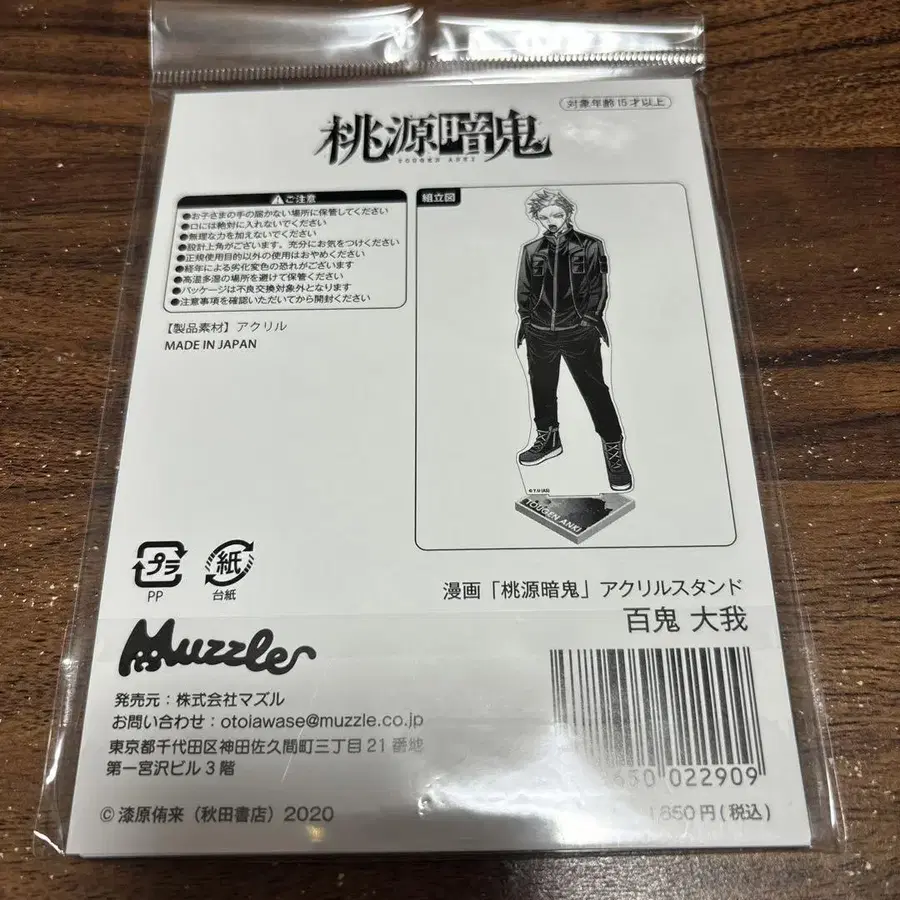 対象年齢15才以上
桃源暗鬼
TOUGEN ANKI
ご注意
●お子さまの手の届かない場所に保管してください
●口には絶対に入れないでください
●無理な力を加えないでください
●設計上角がございます。充分にお気をつけください
●正規使用目的以外の使用はおやめください
●経年による劣化変色の恐れがございます
●高温多湿の場所を避けて保管ください
●パッケージは不良交換対象外となります
●注意事項を確認いただいてから開封ください
【製品素材】アクリル
MADE IN JAPAN
組立図
TOUGEN ANKI
プラ
PP
紙
台紙
漫画「桃源暗鬼」アクリルスタンド
百鬼 大我
Muzzle
発売元：株式会社マズル
お問い合わせ：otoiawase@muzzle.co.jp
東京都千代田区神田佐久間町三丁目21番地
第一宮沢ビル3階
650 022909
©漆原侑来（秋田書店）2020
1,650円(税込)